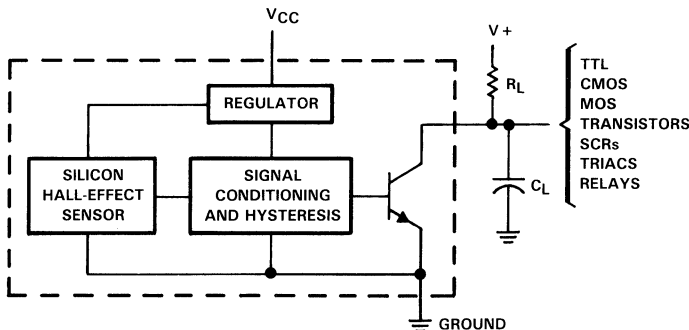 VCC
REGULATOR
SILICON
HALL-EFFECT
SENSOR
SIGNAL
CONDITIONING
AND HYSTERESIS
V+
RL
CL
TTL
CMOS
MOS
TRANSISTORS
SCRs
TRIACS
RELAYS
GROUND